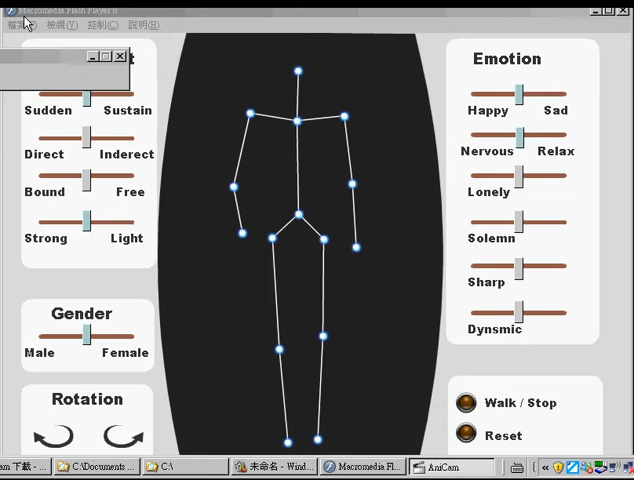 Macromedia Flash Player 8
檔案(F) 檢視(V) 控制(C) 說明(H)
Sudden Sustain
Direct Inderect
Bound Free
Strong Light
Gender
Male Female
Rotation
Emotion
Happy Sad
Nervous Relax
Lonely
Solemn
Sharp
Dynsmic
Walk / Stop
Reset
am 下載 - ... C:\Documents ... C:\ 未命名 - Wind... Macromedia Fl... AniCam